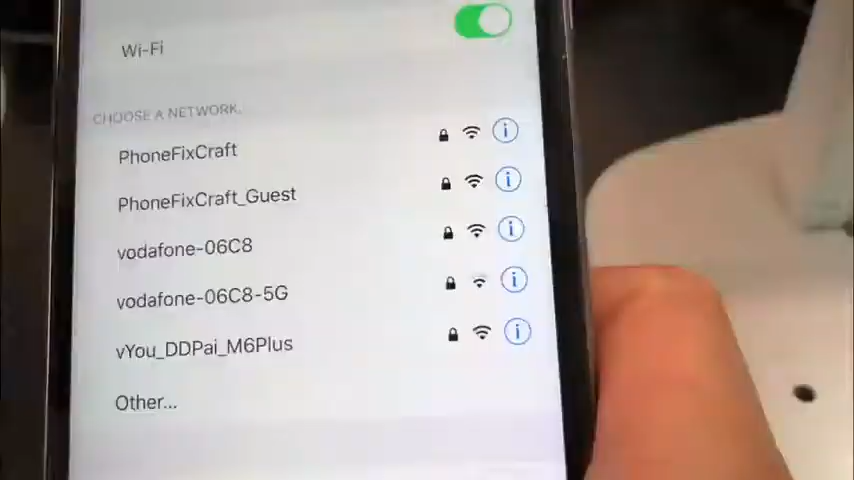 Wi-Fi
CHOOSE A NETWORK.
PhoneFixCraft
PhoneFixCraft_Guest
vodafone-06C8
vodafone-06C8-5G
vYou_DDPai_M6Plus
Other...